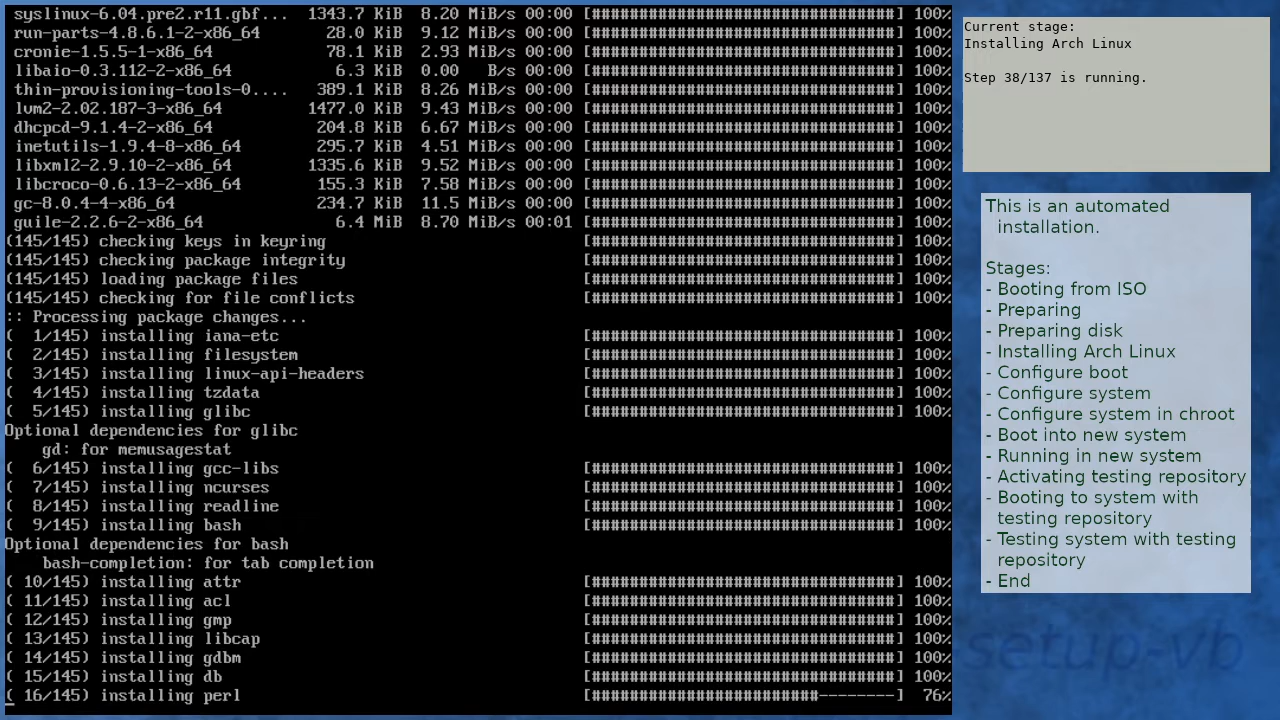 syslinux-6.04.pre2.r11.gbf... 1343.7 KiB 8.20 MiB/s 00:00 [################################] 100%
run-parts-4.8.6.1-2-x86_64 28.0 KiB 9.12 MiB/s 00:00 [################################] 100%
cronie-1.5.5-1-x86_64 78.1 KiB 2.93 MiB/s 00:00 [################################] 100%
libaio-0.3.112-2-x86_64 6.3 KiB 0.00 B/s 00:00 [################################] 100%
thin-provisioning-tools-0.... 389.1 KiB 8.26 MiB/s 00:00 [################################] 100%
lvm2-2.02.187-3-x86_64 1477.0 KiB 9.43 MiB/s 00:00 [################################] 100%
dhcpcd-9.1.4-2-x86_64 204.8 KiB 6.67 MiB/s 00:00 [################################] 100%
inetutils-1.9.4-8-x86_64 295.7 KiB 4.51 MiB/s 00:00 [################################] 100%
libxml2-2.9.10-2-x86_64 1335.6 KiB 9.52 MiB/s 00:00 [################################] 100%
libcroco-0.6.13-2-x86_64 155.3 KiB 7.58 MiB/s 00:00 [################################] 100%
gc-8.0.4-4-x86_64 234.7 KiB 11.5 MiB/s 00:00 [################################] 100%
guile-2.2.6-2-x86_64 6.4 MiB 8.70 MiB/s 00:01 [################################] 100%
(145/145) checking keys in keyring [################################] 100%
(145/145) checking package integrity [################################] 100%
(145/145) loading package files [################################] 100%
(145/145) checking for file conflicts [################################] 100%
:: Processing package changes...
( 1/145) installing iana-etc [################################] 100%
( 2/145) installing filesystem [################################] 100%
( 3/145) installing linux-api-headers [################################] 100%
( 4/145) installing tzdata [################################] 100%
( 5/145) installing glibc [################################] 100%
Optional dependencies for glibc
gd: for memusagestat
( 6/145) installing gcc-libs [################################] 100%
( 7/145) installing ncurses [################################] 100%
( 8/145) installing readline [################################] 100%
( 9/145) installing bash [################################] 100%
Optional dependencies for bash
bash-completion: for tab completion
( 10/145) installing attr [################################] 100%
( 11/145) installing acl [################################] 100%
( 12/145) installing gmp [################################] 100%
( 13/145) installing libcap [################################] 100%
( 14/145) installing gdbm [################################] 100%
( 15/145) installing db [################################] 100%
( 16/145) installing perl [########################--------] 76%
Current stage:
Installing Arch Linux
Step 38/137 is running.
This is an automated
installation.
Stages:
- Booting from ISO
- Preparing
- Preparing disk
- Installing Arch Linux
- Configure boot
- Configure system
- Configure system in chroot
- Boot into new system
- Running in new system
- Activating testing repository
- Booting to system with
testing repository
- Testing system with testing
repository
- End
setup-vb